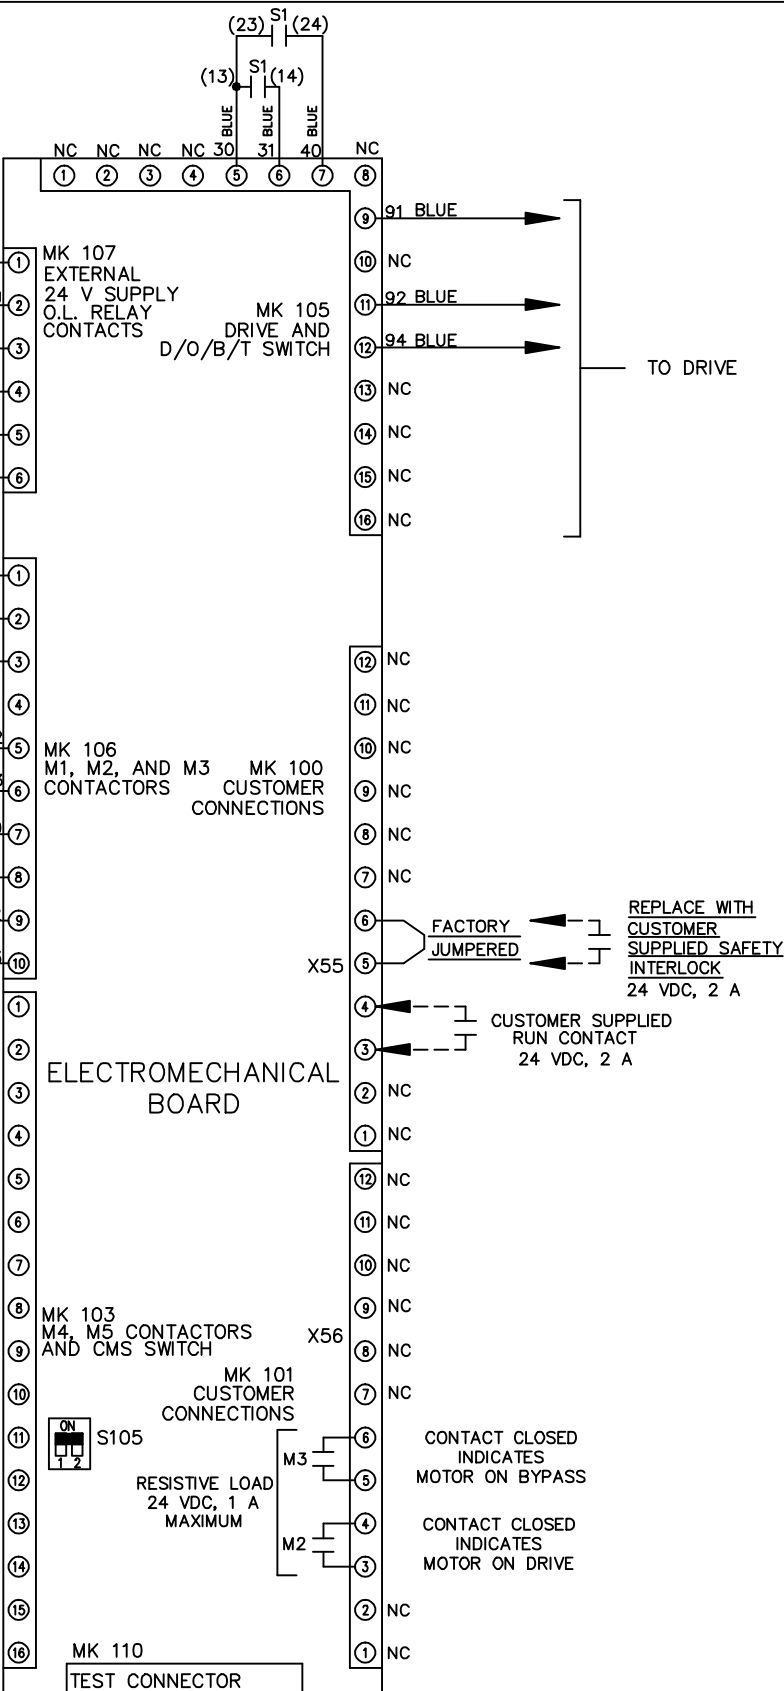 S1
(23) (24)
S1
(13) (14)
BLUE BLUE BLUE
NC NC NC NC 30 31 40 NC
1 2 3 4 5 6 7 8
9 91 BLUE
10 NC
11 92 BLUE
12 94 BLUE
13 NC
14 NC
15 NC
16 NC
TO DRIVE
1
2
3
4
5
6
MK 107
EXTERNAL
24 V SUPPLY
O.L. RELAY
CONTACTS
MK 105
DRIVE AND
D/O/B/T SWITCH
1
2
3
4
5
6
7
8
9
10
MK 106
M1, M2, AND M3
CONTACTORS
MK 100
CUSTOMER
CONNECTIONS
12 NC
11 NC
10 NC
9 NC
8 NC
7 NC
6
X55 5
4
3
2 NC
1 NC
FACTORY
JUMPERED
REPLACE WITH
CUSTOMER
SUPPLIED SAFETY
INTERLOCK
24 VDC, 2 A
CUSTOMER SUPPLIED
RUN CONTACT
24 VDC, 2 A
ELECTROMECHANICAL
BOARD
1
2
3
4
5
6
7
8
9
10
11
12
13
14
15
16
MK 103
M4, M5 CONTACTORS
AND CMS SWITCH
X56
MK 101
CUSTOMER
CONNECTIONS
ON
1 2
S105
12 NC
11 NC
10 NC
9 NC
8 NC
7 NC
6
5
4
3
2 NC
1 NC
M3
RESISTIVE LOAD
24 VDC, 1 A
MAXIMUM
M2
CONTACT CLOSED
INDICATES
MOTOR ON BYPASS
CONTACT CLOSED
INDICATES
MOTOR ON DRIVE
MK 110
TEST CONNECTOR